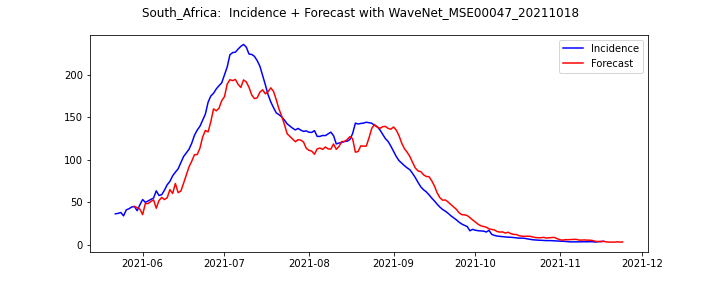 South_Africa:  Incidence + Forecast with WaveNet_MSE00047_20211018
Incidence
Forecast
200
150
100
50
0
2021-06 2021-07 2021-08 2021-09 2021-10 2021-11 2021-12